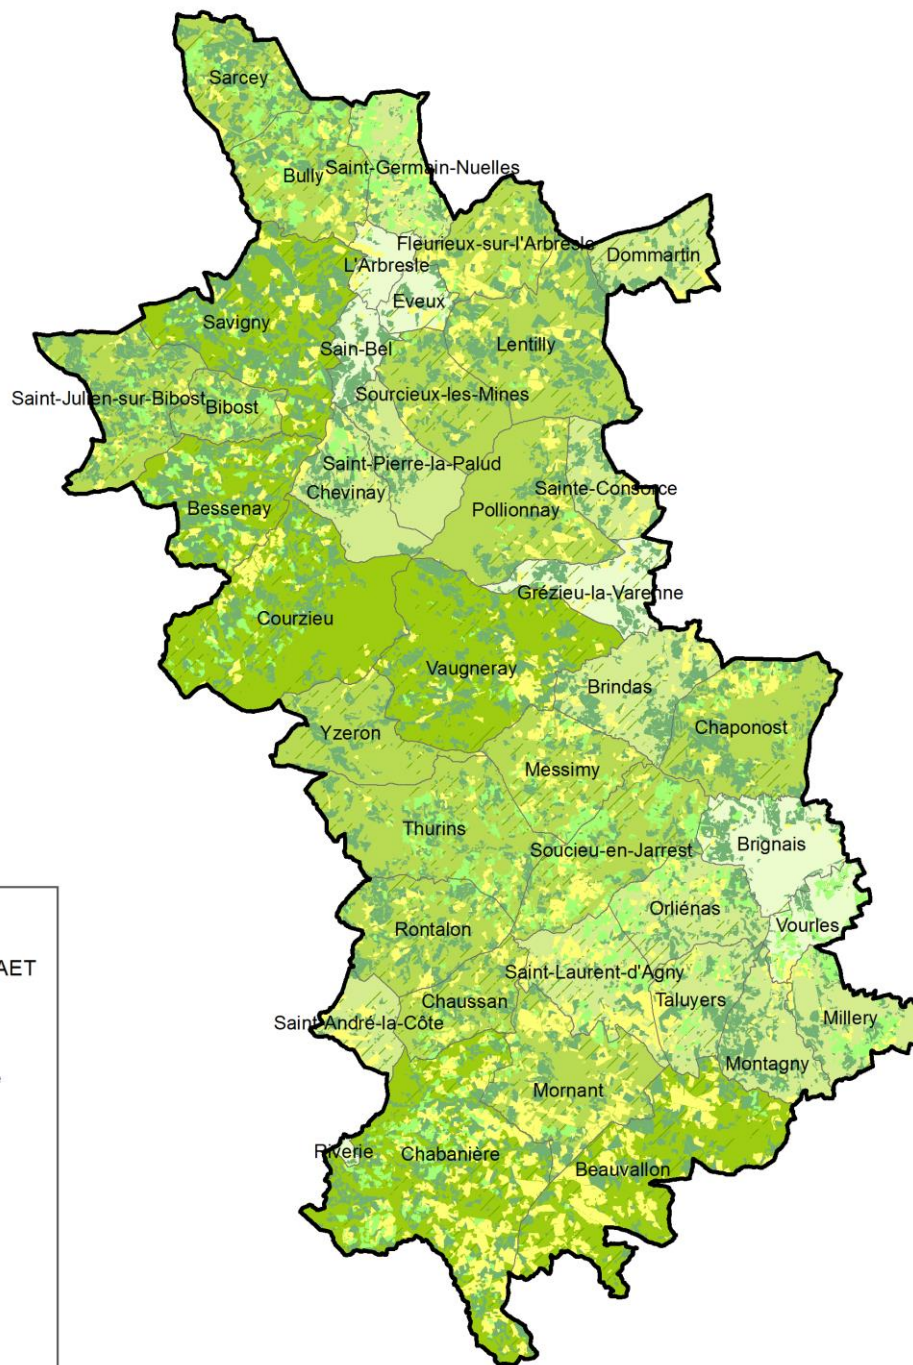 Sarcey
Saint-Germain-Nuelles
Bully
Fleurieux-sur-l'Arbresle
Dommartin
L'Arbresle
Eveux
Savigny
Sain-Bel
Lentilly
Saint-Julien-sur-Bibost
Bibost
Sourcieux-les-Mines
Saint-Pierre-la-Palud
Chevinay
Sainte-Consorce
Bessenay
Pollionnay
Grézieu-la-Varenne
Courzieu
Vaugneray
Brindas
Yzeron
Chaponost
Messimy
Thurins
Soucieu-en-Jarrest
Brignais
Orliénas
Rontalon
Vourles
AET
Saint-Laurent-d'Agny
Chaussan
Taluyers
Saint-André-la-Côte
Millery
Montagny
Mornant
Riverie
Chabanière
Beauvallon